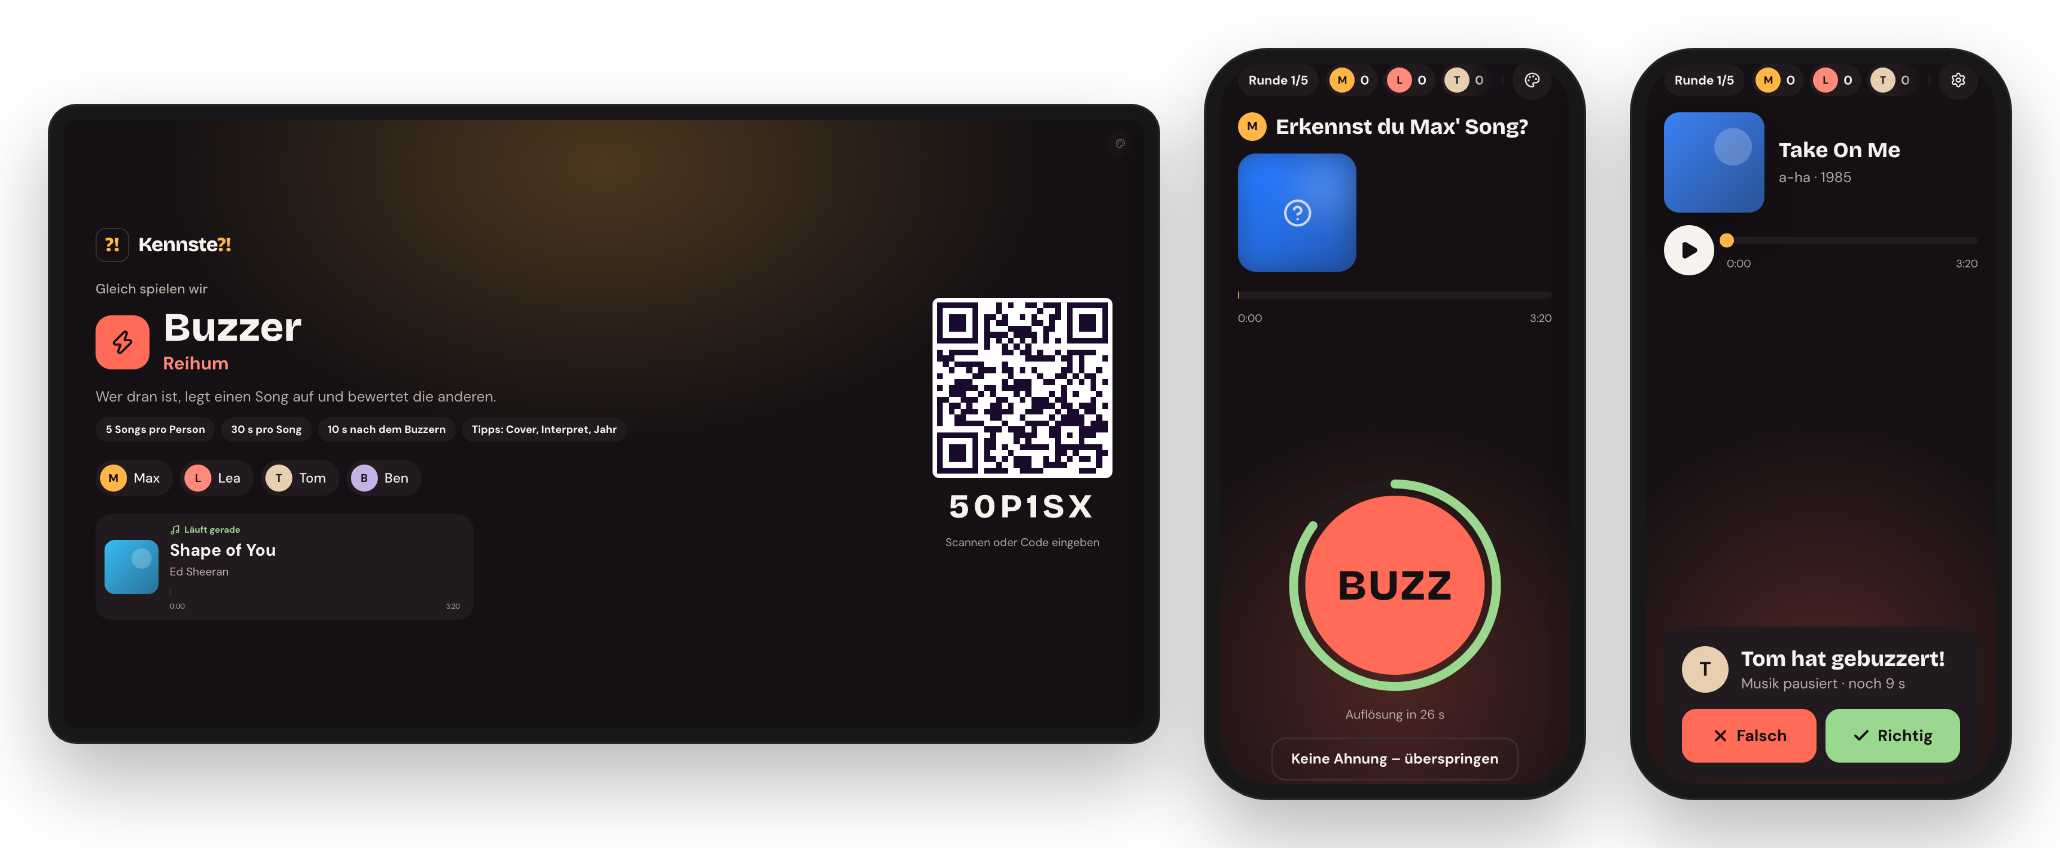 ?! Kennste?!
Gleich spielen wir
Buzzer
Reihum
Wer dran ist, legt einen Song auf und bewertet die anderen.
5 Songs pro Person 30 s pro Song 10 s nach dem Buzzern Tipps: Cover, Interpret, Jahr
M Max L Lea T Tom B Ben
Läuft gerade
Shape of You
Ed Sheeran
0:00 3:20
50P1SX
Scannen oder Code eingeben
Runde 1/5 M 0 L 0 T 0
M Erkennst du Max' Song?
?
0:00 3:20
BUZZ
Auflösung in 26 s
Keine Ahnung – überspringen
Runde 1/5 M 0 L 0 T 0
Take On Me
a-ha · 1985
0:00 3:20
T Tom hat gebuzzert!
Musik pausiert · noch 9 s
Falsch Richtig